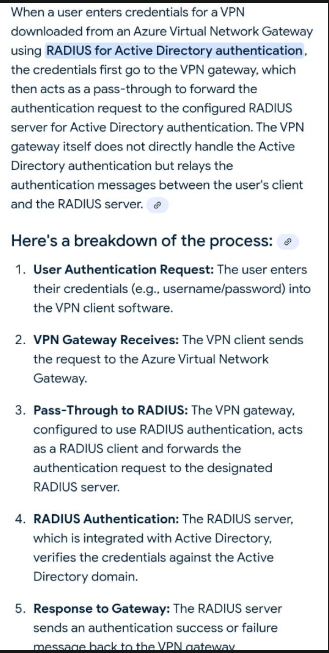 When a user enters credentials for a VPN
downloaded from an Azure Virtual Network Gateway
using RADIUS for Active Directory authentication,
the credentials first go to the VPN gateway, which
then acts as a pass-through to forward the
authentication request to the configured RADIUS
server for Active Directory authentication. The VPN
gateway itself does not directly handle the Active
Directory authentication but relays the
authentication messages between the user's client
and the RADIUS server.
Here's a breakdown of the process:
1. User Authentication Request: The user enters
their credentials (e.g., username/password) into
the VPN client software.
2. VPN Gateway Receives: The VPN client sends
the request to the Azure Virtual Network
Gateway.
3. Pass-Through to RADIUS: The VPN gateway,
configured to use RADIUS authentication, acts
as a RADIUS client and forwards the
authentication request to the designated
RADIUS server.
4. RADIUS Authentication: The RADIUS server,
which is integrated with Active Directory,
verifies the credentials against the Active
Directory domain.
5. Response to Gateway: The RADIUS server
sends an authentication success or failure
message back to the VPN gateway